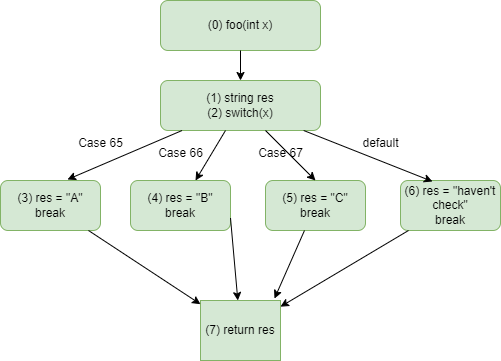 (0) foo(int x)
(1) string res
(2) switch(x)
Case 65
Case 66
Case 67
default
(3) res = "A"
break
(4) res = "B"
break
(5) res = "C"
break
(6) res = "haven't
check"
break
(7) return res